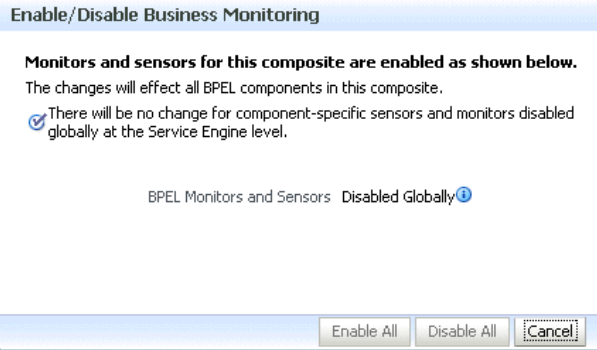 Enable/Disable Business Monitoring
Monitors and sensors for this composite are enabled as shown below.
The changes will effect all BPEL components in this composite.
There will be no change for component-specific sensors and monitors disabled
globally at the Service Engine level.
BPEL Monitors and Sensors Disabled Globally
Enable All Disable All Cancel